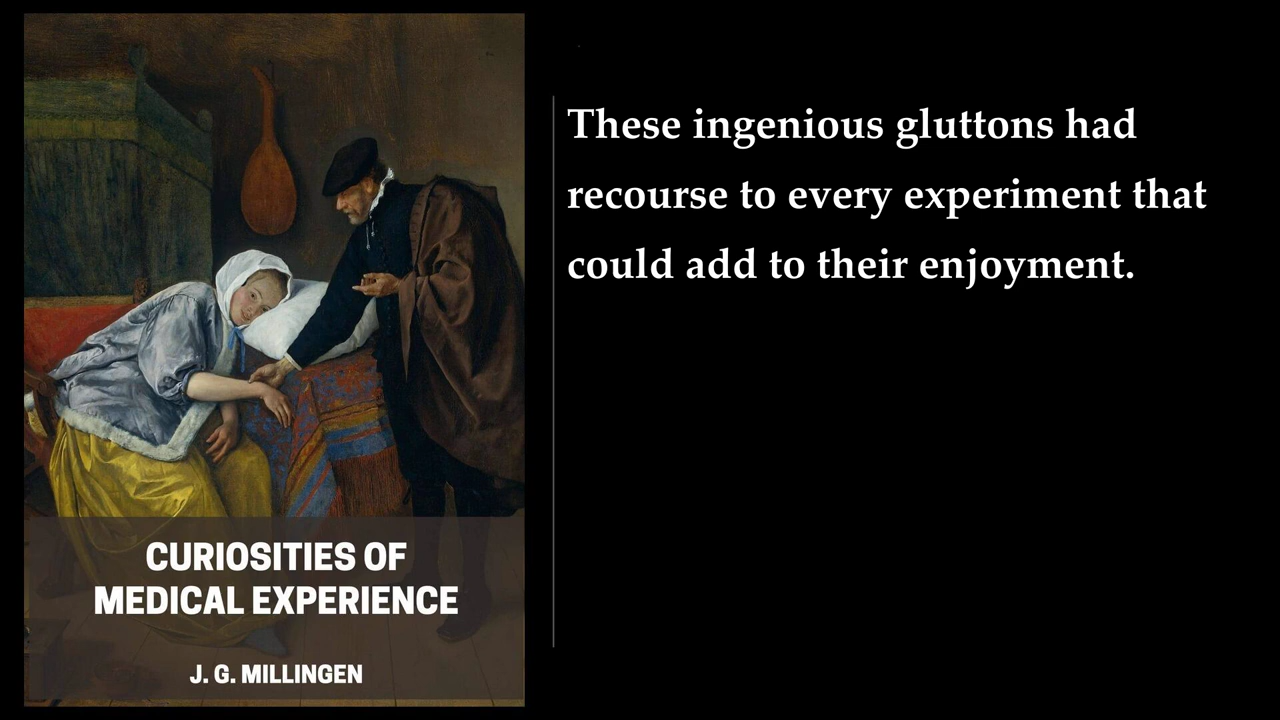 These ingenious gluttons had
recourse to every experiment that
could add to their enjoyment.
CURIOSITIES OF
MEDICAL EXPERIENCE
J. G. MILLINGEN